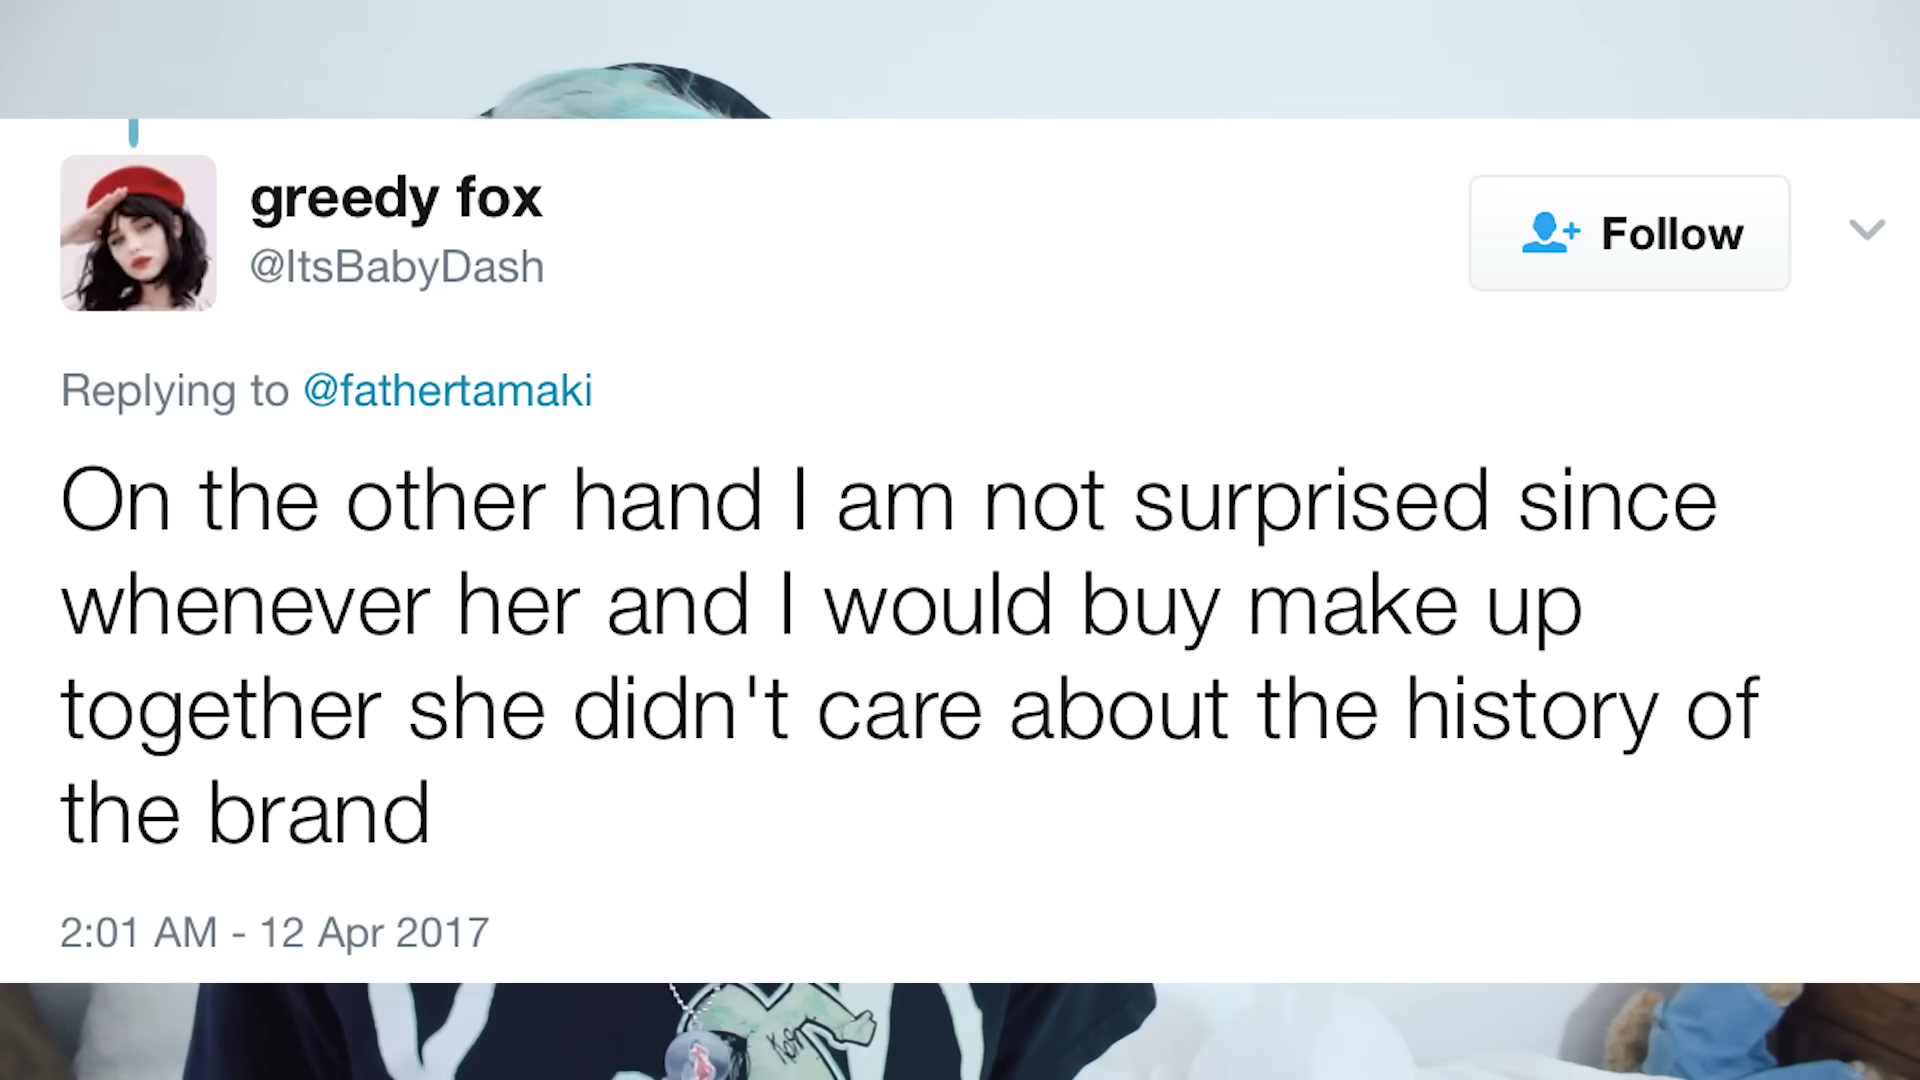 greedy fox
@ItsBabyDash
Follow
Replying to @fathertamaki
On the other hand I am not surprised since
whenever her and I would buy make up
together she didn't care about the history of
the brand
2:01 AM - 12 Apr 2017
Korn